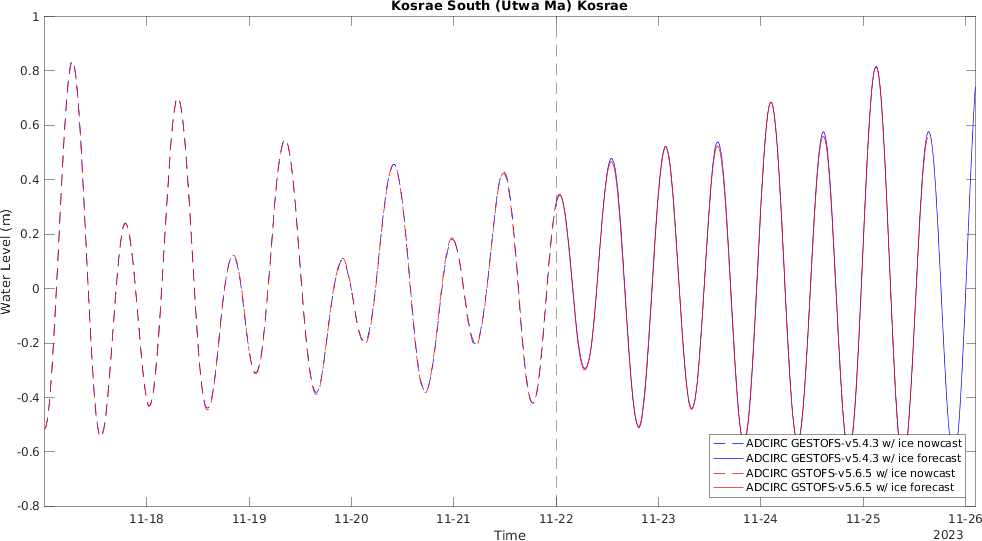 Kosrae South (Utwa Ma) Kosrae
1
0.8
0.6
0.4
0.2
0
-0.2
-0.4
-0.6
-0.8
Water Level (m)
ADCIRC GESTOFS-v5.4.3 w/ ice nowcast
ADCIRC GESTOFS-v5.4.3 w/ ice forecast
ADCIRC GSTOFS-v5.6.5 w/ ice nowcast
ADCIRC GSTOFS-v5.6.5 w/ ice forecast
11-18 11-19 11-20 11-21 11-22 11-23 11-24 11-25 11-26
Time 2023